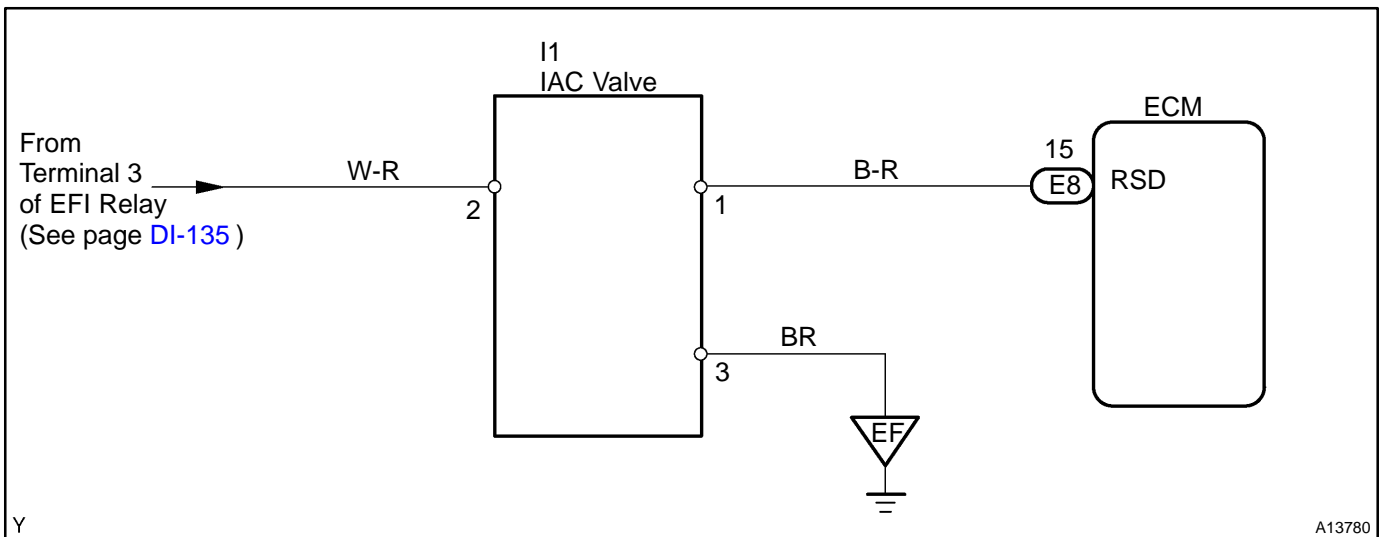 I1
IAC Valve
ECM
From
Terminal 3
of EFI Relay
(See page DI-135 )
W-R
2
1
B-R
15
E8
RSD
BR
3
EF
Y
A13780